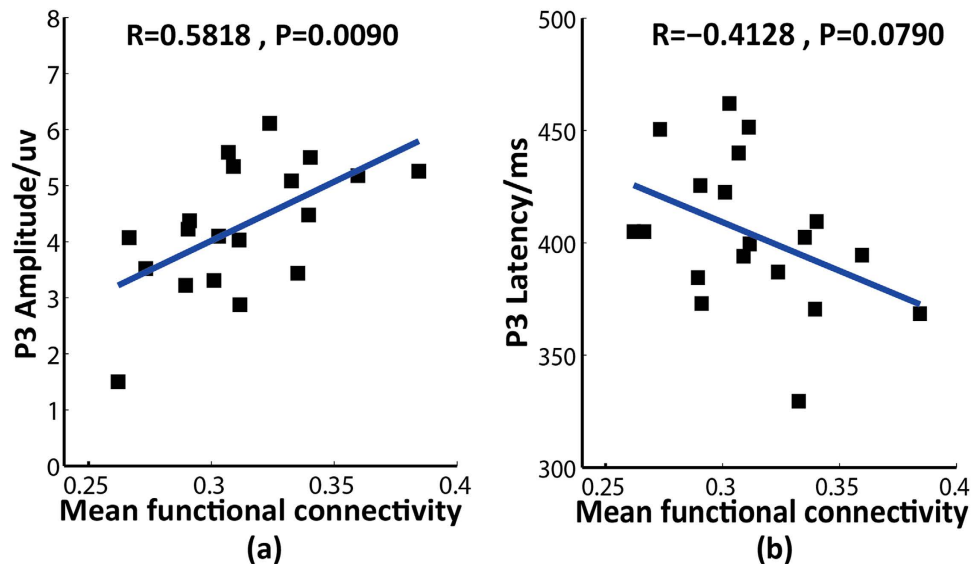 R=0.5818 , P=0.0090
8
7
6
5
4
3
2
1
0
P3 Amplitude/uv
0.25
0.3
0.35
0.4
Mean functional connectivity
(a)
R=−0.4128 , P=0.0790
500
450
400
350
300
P3 Latency/ms
0.25
0.3
0.35
0.4
Mean functional connectivity
(b)